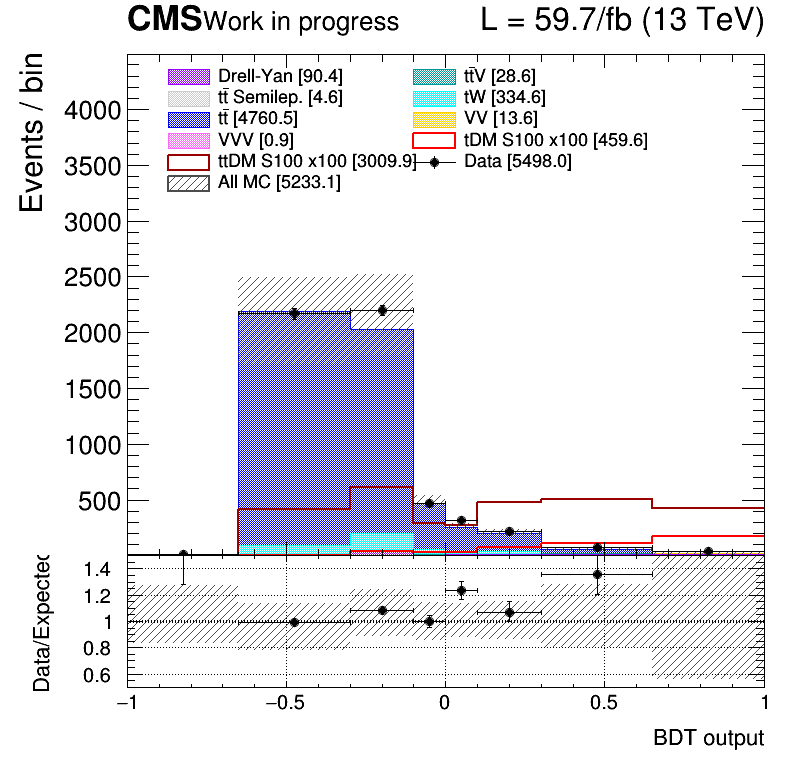 CMS Work in progress L = 59.7/fb (13 TeV)
Events / bin
Drell-Yan [90.4] tt̄V [28.6]
tt̄ Semilep. [4.6] tW [334.6]
tt̄ [4760.5] VV [13.6]
VVV [0.9] tDM S100 x100 [459.6]
ttDM S100 x100 [3009.9] Data [5498.0]
All MC [5233.1]
4000
3500
3000
2500
2000
1500
1000
500
Data/Expected
1.4
1.2
1
0.8
0.6
−1 −0.5 0 0.5 1
BDT output